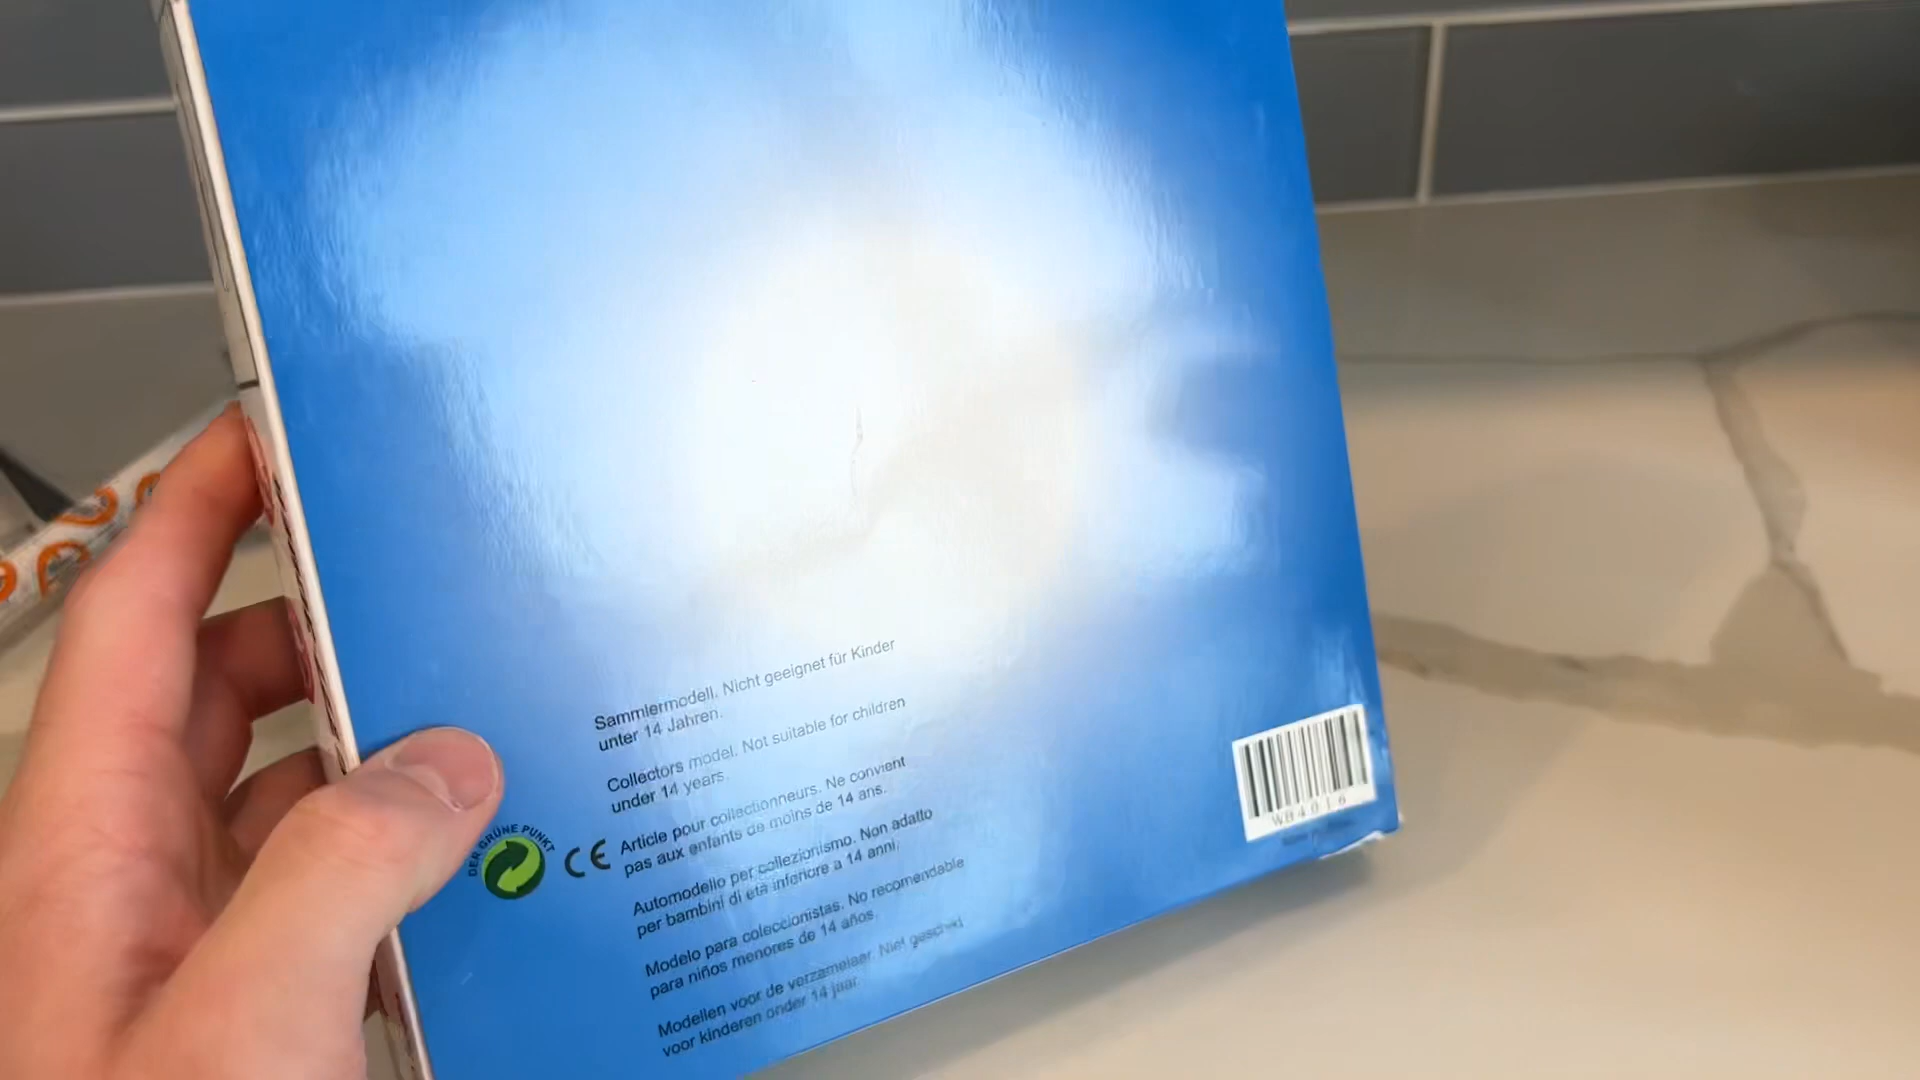 Sammlermodell. Nicht geeignet für Kinder
unter 14 Jahren.
Collectors model. Not suitable for children
under 14 years.
Article pour collectionneurs. Ne convient
pas aux enfants de moins de 14 ans.
Automodello per collezionismo. Non adatto
per bambini di età inferiore a 14 anni.
Modelo para coleccionistas. No recomendable
para niños menores de 14 años.
Modellen voor de verzamelaar. Niet geschikt
voor kinderen onder 14 jaar.
DER GRÜNE PUNKT
CE
WB4016